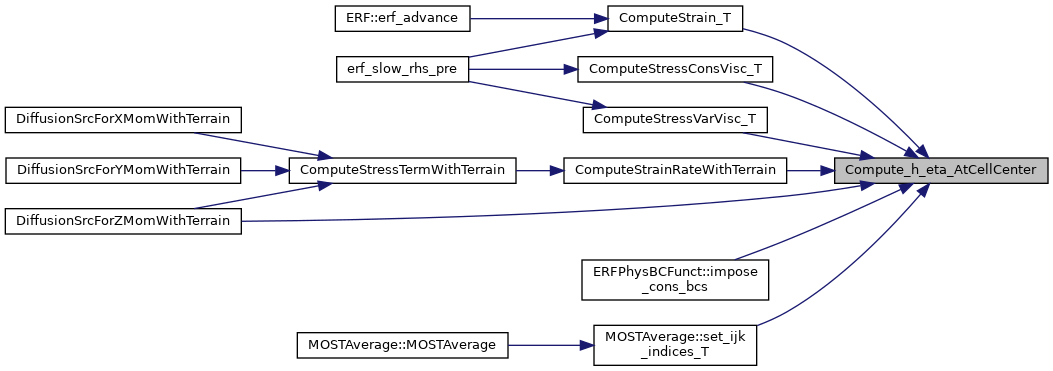 ERF::erf_advance
ComputeStrain_T
erf_slow_rhs_pre
ComputeStressConsVisc_T
DiffusionSrcForXMomWithTerrain
ComputeStressVarVisc_T
DiffusionSrcForYMomWithTerrain
ComputeStressTermWithTerrain
ComputeStrainRateWithTerrain
Compute_h_eta_AtCellCenter
DiffusionSrcForZMomWithTerrain
ERFPhysBCFunct::impose
_cons_bcs
MOSTAverage::MOSTAverage
MOSTAverage::set_ijk
_indices_T